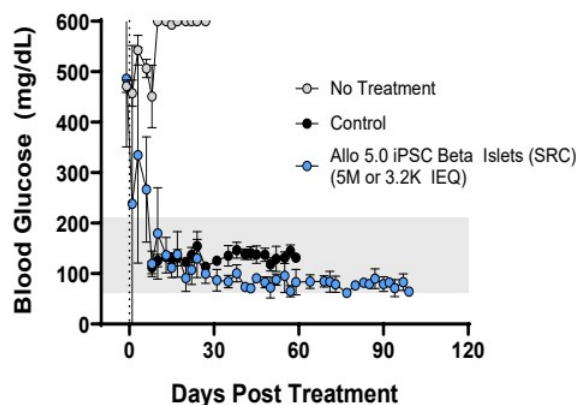 Blood Glucose (mg/dL)
600
500
400
300
200
100
0
No Treatment
Control
Allo 5.0 iPSC Beta Islets (SRC)
(5M or 3.2K IEQ)
0
30
60
90
120
Days Post Treatment